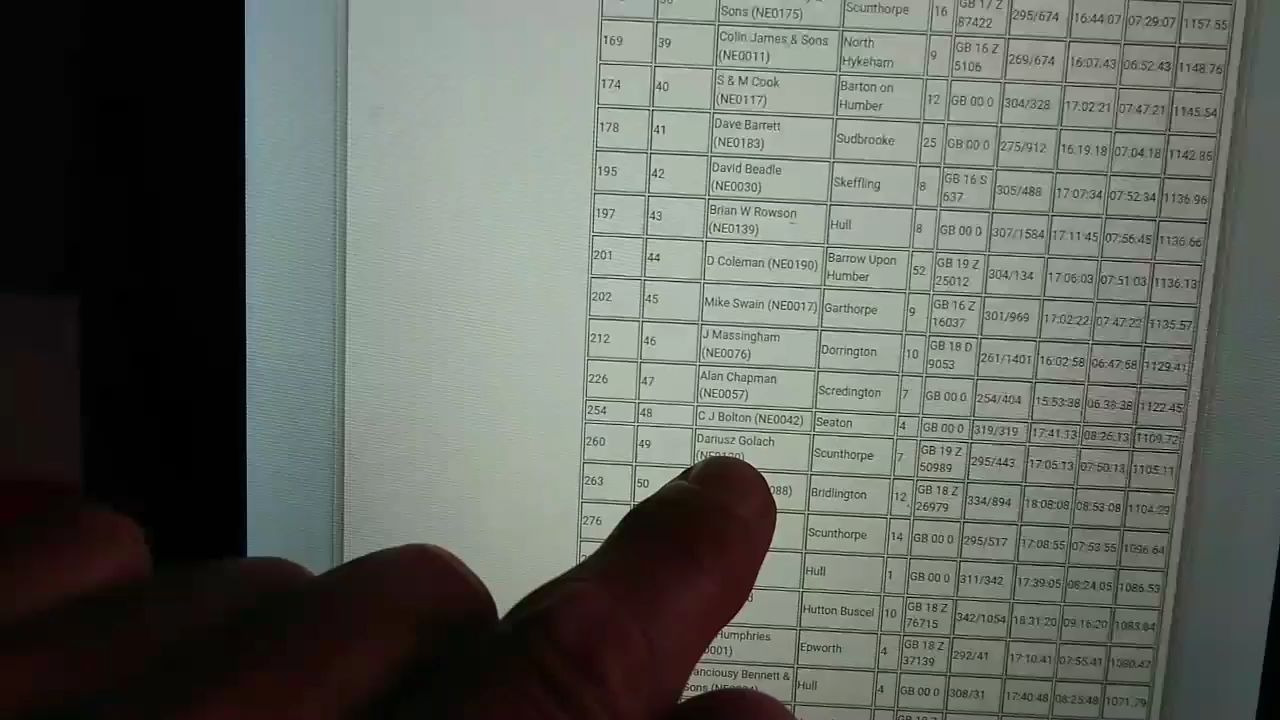 Sons (NE0175) Scunthorpe 16 GB 17 Z 87422 295/674 16:44:07 07:29:07 1157.55
169 39 Colin James & Sons (NE0011) North Hykeham 9 GB 16 Z 5106 269/674 16:07:43 06:52:43 1148.76
174 40 S & M Cook (NE0117) Barton on Humber 12 GB 00 0 304/328 17:02:21 07:47:21 1145.54
178 41 Dave Barrett (NE0183) Sudbrooke 25 GB 00 0 275/912 16:19:18 07:04:18 1142.85
195 42 David Beadle (NE0030) Skeffling 8 GB 16 S 637 305/488 17:07:34 07:52:34 1136.96
197 43 Brian W Rowson (NE0139) Hull 8 GB 00 0 307/1584 17:11:45 07:56:45 1136.66
201 44 D Coleman (NE0190) Barrow Upon Humber 52 GB 19 Z 25012 304/134 17:06:03 07:51:03 1136.13
202 45 Mike Swain (NE0017) Garthorpe 9 GB 16 Z 16037 301/969 17:02:22 07:47:22 1135.57
212 46 J Massingham (NE0076) Dorrington 10 GB 18 D 9053 261/1401 16:02:58 06:47:58 1129.41
226 47 Alan Chapman (NE0057) Scredington 7 GB 00 0 254/404 15:53:38 06:38:38 1122.45
254 48 C J Bolton (NE0042) Seaton 4 GB 00 0 319/319 17:41:13 08:26:13 1109.72
260 49 Dariusz Golach Scunthorpe 7 GB 19 Z 50989 295/443 17:05:13 07:50:13 1105.11
263 50 088) Bridlington 12 GB 18 Z 26979 334/894 18:08:08 08:53:08 1104.29
276 Scunthorpe 14 GB 00 0 295/517 17:08:55 07:53:55 1096.64
Hull 1 GB 00 0 311/342 17:39:05 08:24:05 1086.53
Hutton Buscel 10 GB 18 Z 76715 342/1054 18:31:20 09:16:20 1083.84
Humphries 0001) Epworth 4 GB 18 Z 37139 292/41 17:10:41 07:55:41 1080.47
anciousy Bennett & Sons Hull 4 GB 00 0 308/31 17:40:48 08:25:48 1071.79